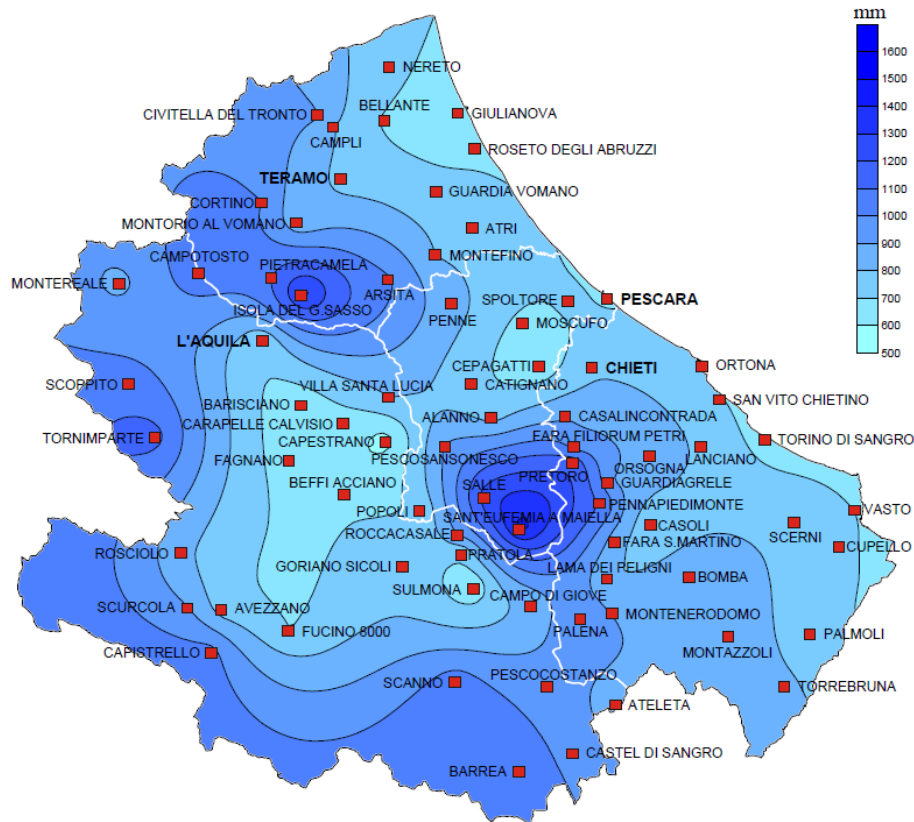 mm
1600
1400
1300
1200
1100
1000
900
800
700
600
500
NERETO
BELLANTE
GIULIANOVA
CIVITELLA DEL TRONTO
CAMPLI
ROSETO DEGLI ABRUZZI
TERAMO
GUARDIA VOMANO
CORTINO
MONTORIO AL VOMANO
ATRI
MONTEFINO
CAMPOTOSTO
PIETRACAMELA
MONTEREALE
ARSITA
ISOLA DEL G.SASSO
PENNE
SPOLTORE
PESCARA
MOSCUFO
L'AQUILA
CEPAGATTI
CHIETI
ORTONA
SCOPPITO
VILLA SANTA LUCIA
CATIGNANO
SAN VITO CHIETINO
BARISCIANO
ALANNO
CASALINCONTRADA
CARAPELLE CALVISIO
TORNIMPARTE
CAPESTRANO
FARA FILIORUM PETRI
TORINO DI SANGRO
FAGNANO
PESCOSANSONESCO
LANCIANO
ORSOGNA
PRETORO
BEFFI ACCIANO
SALLE
GUARDIAGRELE
POPOLI
PENNAPIEDIMONTE
VASTO
SANT'EUFEMIA A MAIELLA
CASOLI
SCERNI
ROCCACASALE
FARA S.MARTINO
CUPELLO
ROSCIOLO
PRATOLA
GORIANO SICOLI
LAMA DEI PELIGNI
BOMBA
SULMONA
CAMPO DI GIOVE
SCURCOLA
AVEZZANO
MONTENERODOMO
FUCINO 8000
PALENA
PALMOLI
CAPISTRELLO
MONTAZZOLI
PESCOCOSTANZO
SCANNO
TORREBRUNA
ATELETA
CASTEL DI SANGRO
BARREA